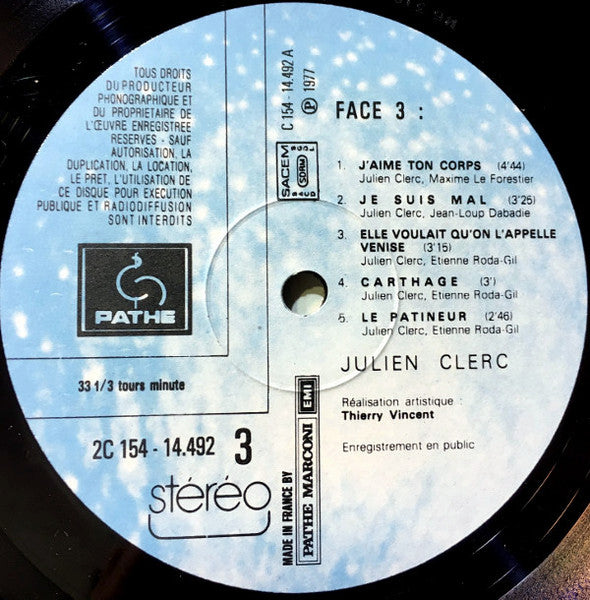 TOUS DROITS
DU PRODUCTEUR
PHONOGRAPHIQUE ET
DU PROPRIETAIRE DE
L'ŒUVRE ENREGISTREE
RESERVES - SAUF
AUTORISATION, LA
DUPLICATION, LA LOCATION,
LE PRET, L'UTILISATION DE
CE DISQUE POUR EXECUTION
PUBLIQUE ET RADIODIFFUSION
SONT INTERDITS
PATHE
33 1/3 tours minute
2C 154 - 14.492 3
stéréo
C 154 - 14.492 A
℗ 1977
SACEM
SDRM
FACE 3 :
1. J'AIME TON CORPS (4'44)
Julien Clerc, Maxime Le Forestier
2. JE SUIS MAL (3'25)
Julien Clerc, Jean-Loup Dabadie
3. ELLE VOULAIT QU'ON L'APPELLE
VENISE (3'15)
Julien Clerc, Etienne Roda-Gil
4. CARTHAGE (3')
Julien Clerc, Etienne Roda-Gil
5. LE PATINEUR (2'46)
Julien Clerc, Etienne Roda-Gil
JULIEN CLERC
Réalisation artistique :
Thierry Vincent
Enregistrement en public
MADE IN FRANCE BY
PATHE MARCONI EMI